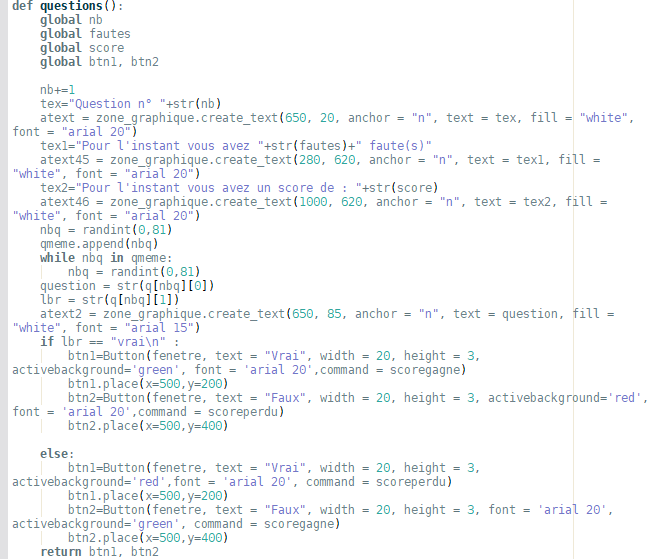 def questions():
    global nb
    global fautes
    global score
    global btn1, btn2

    nb+=1
    tex="Question n° "+str(nb)
    atext = zone_graphique.create_text(650, 20, anchor = "n", text = tex, fill = "white",
font = "arial 20")
    tex1="Pour l'instant vous avez "+str(fautes)+" faute(s)"
    atext45 = zone_graphique.create_text(280, 620, anchor = "n", text = tex1, fill =
"white", font = "arial 20")
    tex2="Pour l'instant vous avez un score de : "+str(score)
    atext46 = zone_graphique.create_text(1000, 620, anchor = "n", text = tex2, fill =
"white", font = "arial 20")
    nbq = randint(0,81)
    qmeme.append(nbq)
    while nbq in qmeme:
        nbq = randint(0,81)
    question = str(q[nbq][0])
    lbr = str(q[nbq][1])
    atext2 = zone_graphique.create_text(650, 85, anchor = "n", text = question, fill =
"white", font = "arial 15")
    if lbr == "vrai\n" :
        btn1=Button(fenetre, text = "Vrai", width = 20, height = 3,
activebackground='green', font = 'arial 20',command = scoregagne)
        btn1.place(x=500,y=200)
        btn2=Button(fenetre, text = "Faux", width = 20, height = 3, activebackground='red',
font = 'arial 20',command = scoreperdu)
        btn2.place(x=500,y=400)

    else:
        btn1=Button(fenetre, text = "Vrai", width = 20, height = 3,
activebackground='red',font = 'arial 20', command = scoreperdu)
        btn1.place(x=500,y=200)
        btn2=Button(fenetre, text = "Faux", width = 20, height = 3, font = 'arial 20',
activebackground='green', command = scoregagne)
        btn2.place(x=500,y=400)
    return btn1, btn2